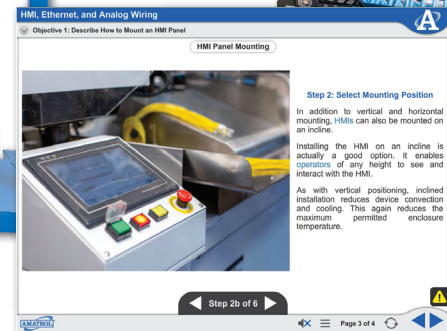 HMI, Ethernet, and Analog Wiring
Objective 1: Describe How to Mount an HMI Panel
HMI Panel Mounting
Step 2: Select Mounting Position
In addition to vertical and horizontal
mounting, HMIs can also be mounted on
an incline.
Installing the HMI on an incline is
actually a good option. It enables
operators of any height to see and
interact with the HMI.
As with vertical positioning, inclined
installation reduces device convection
and cooling. This again reduces the
maximum permitted enclosure
temperature.
Step 2b of 6
AMATROL
Page 3 of 4